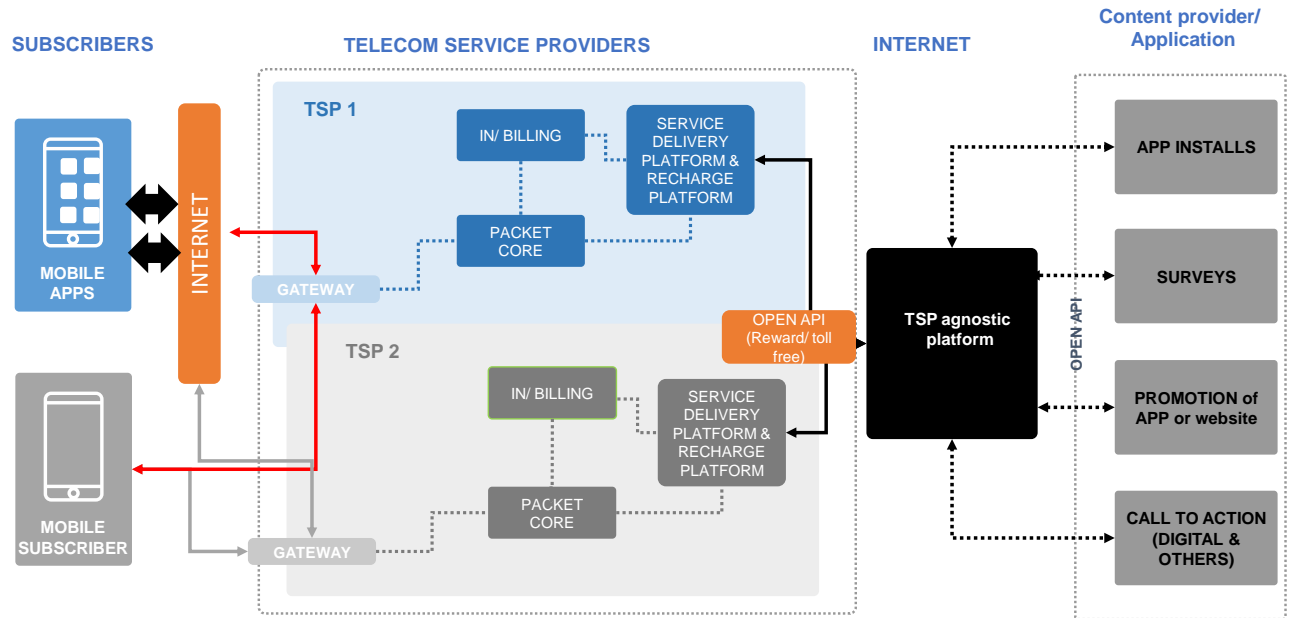 SUBSCRIBERS
TELECOM SERVICE PROVIDERS
INTERNET
Content provider/
Application
MOBILE
APPS
INTERNET
MOBILE
SUBSCRIBER
TSP 1
IN/ BILLING
SERVICE
DELIVERY
PLATFORM &
RECHARGE
PLATFORM
PACKET
CORE
GATEWAY
TSP 2
IN/ BILLING
SERVICE
DELIVERY
PLATFORM &
RECHARGE
PLATFORM
PACKET
CORE
GATEWAY
OPEN API
(Reward/ toll
free)
TSP agnostic
platform
OPEN API
APP INSTALLS
SURVEYS
PROMOTION of
APP or website
CALL TO ACTION
(DIGITAL &
OTHERS)